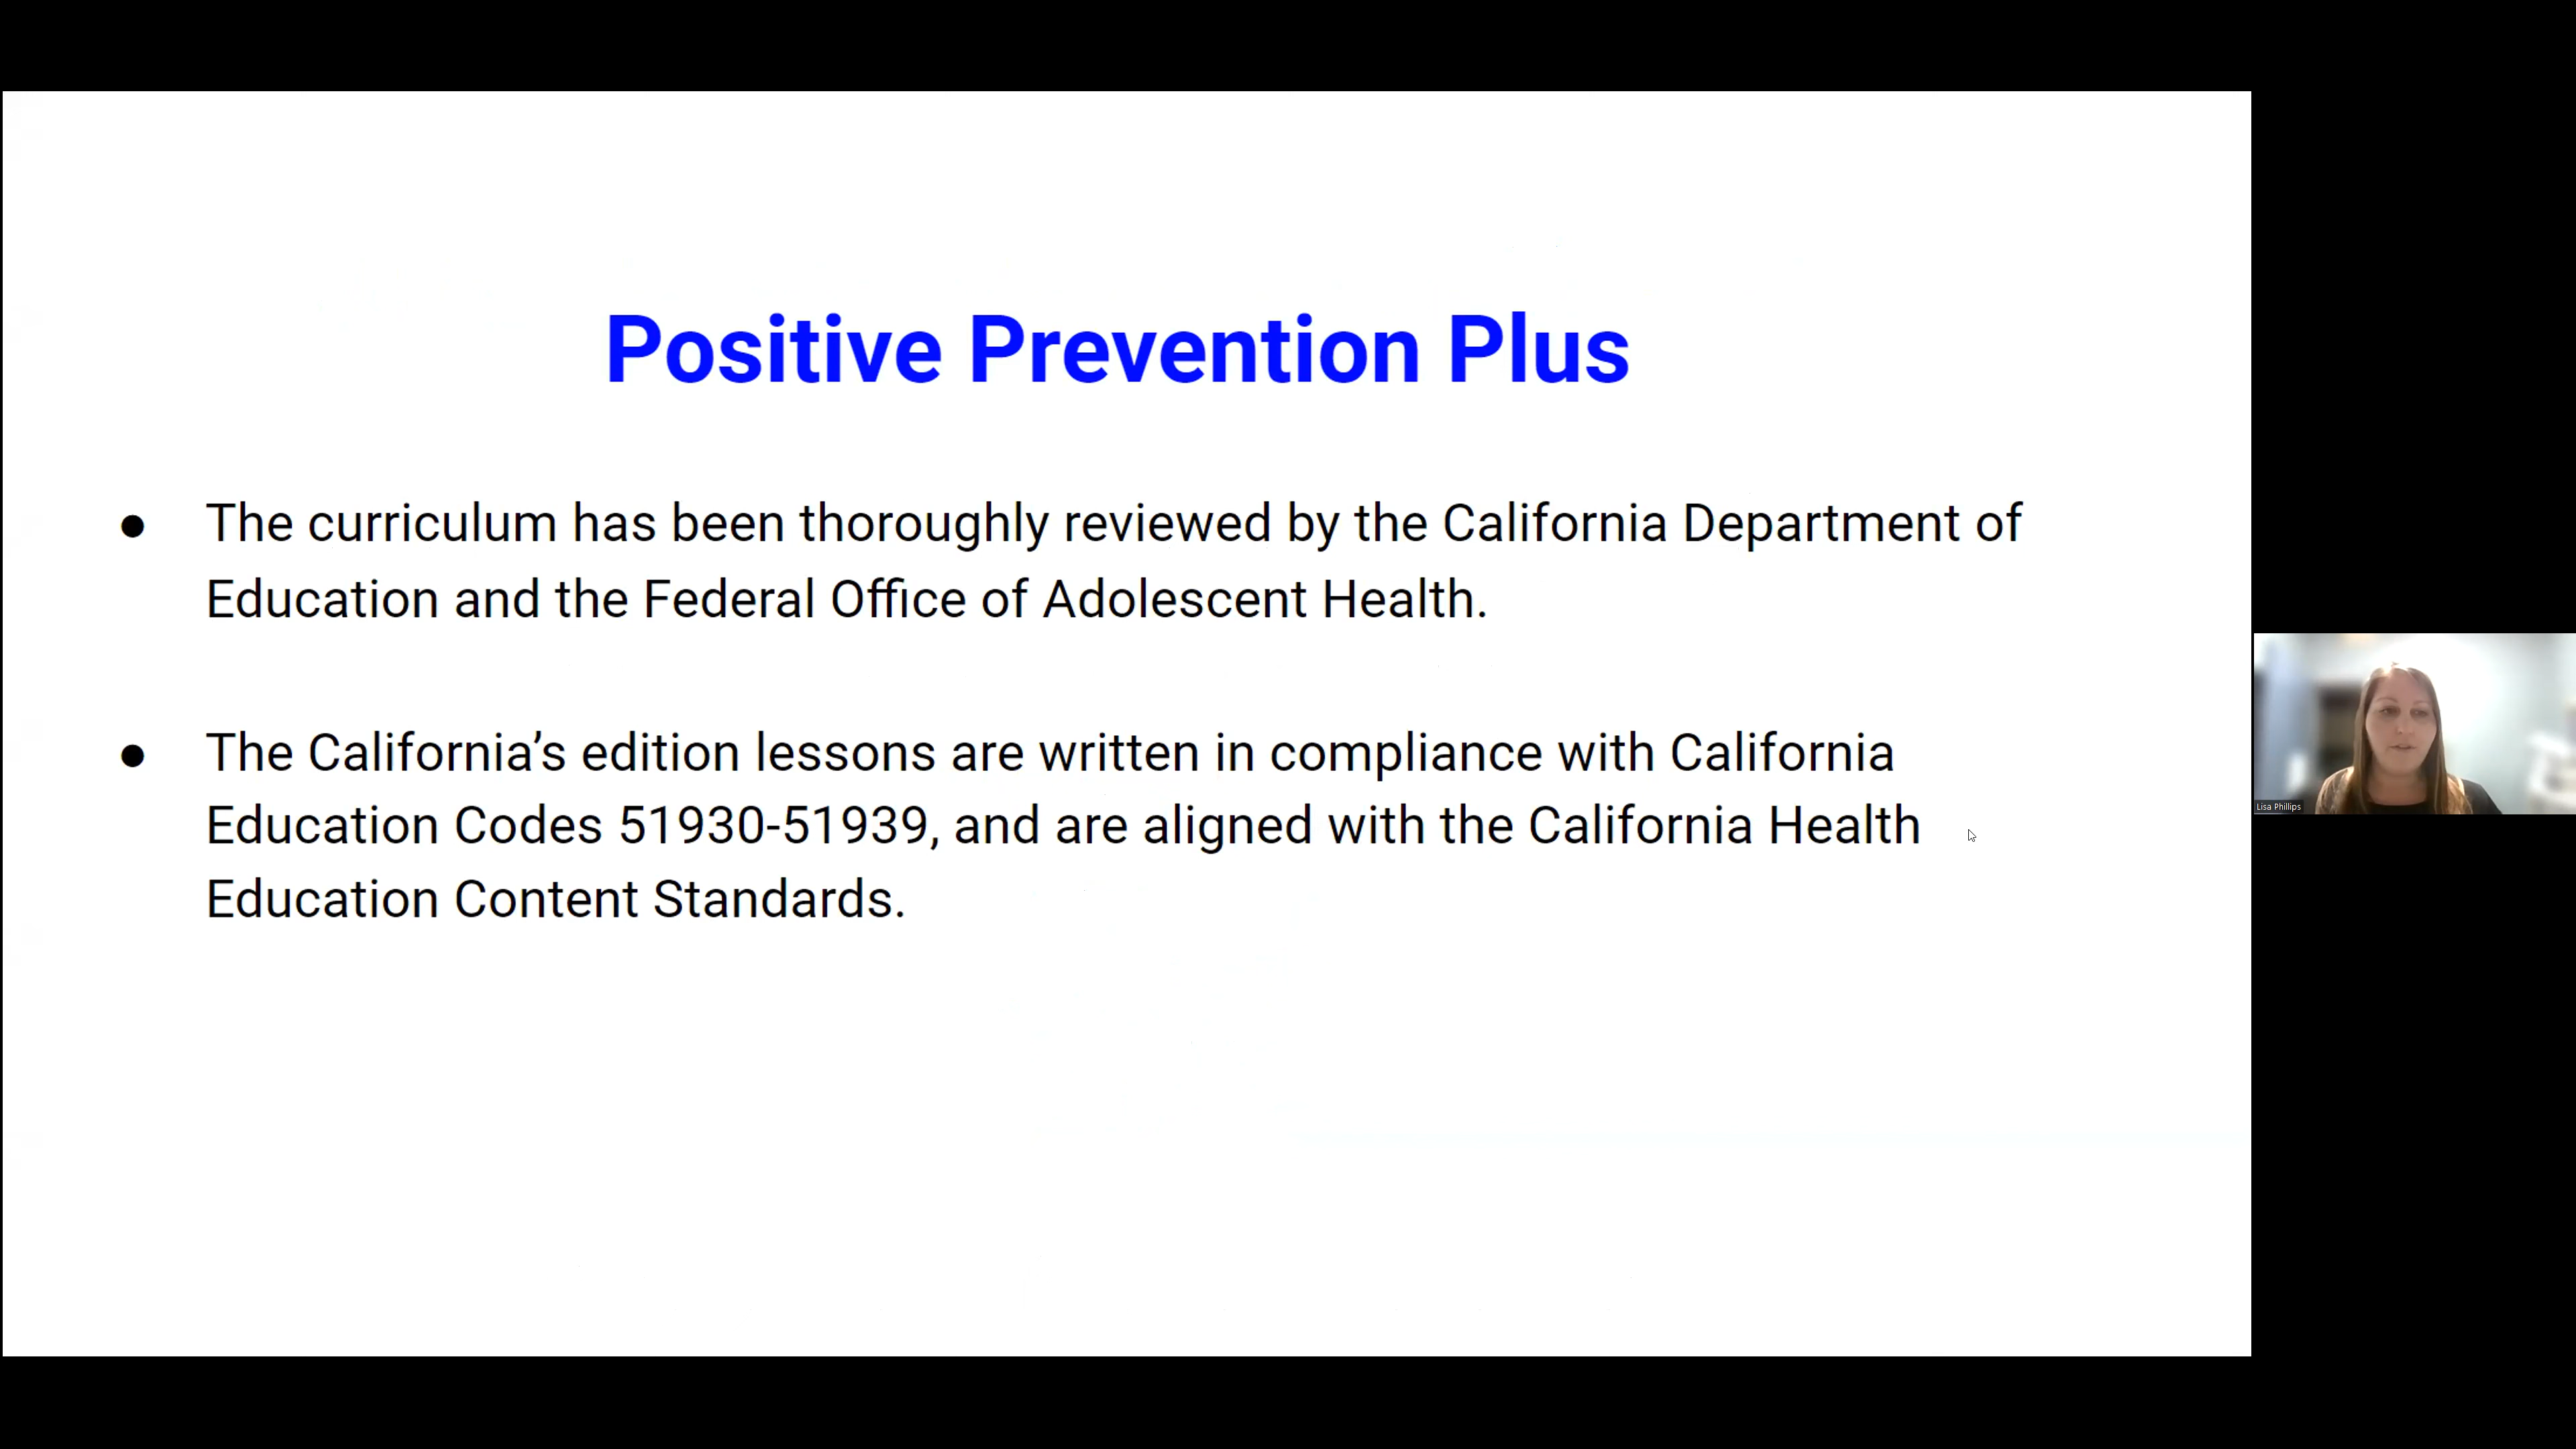 Positive Prevention Plus
● The curriculum has been thoroughly reviewed by the California Department of
Education and the Federal Office of Adolescent Health.
● The California’s edition lessons are written in compliance with California
Education Codes 51930-51939, and are aligned with the California Health
Education Content Standards.
Lisa Phillips